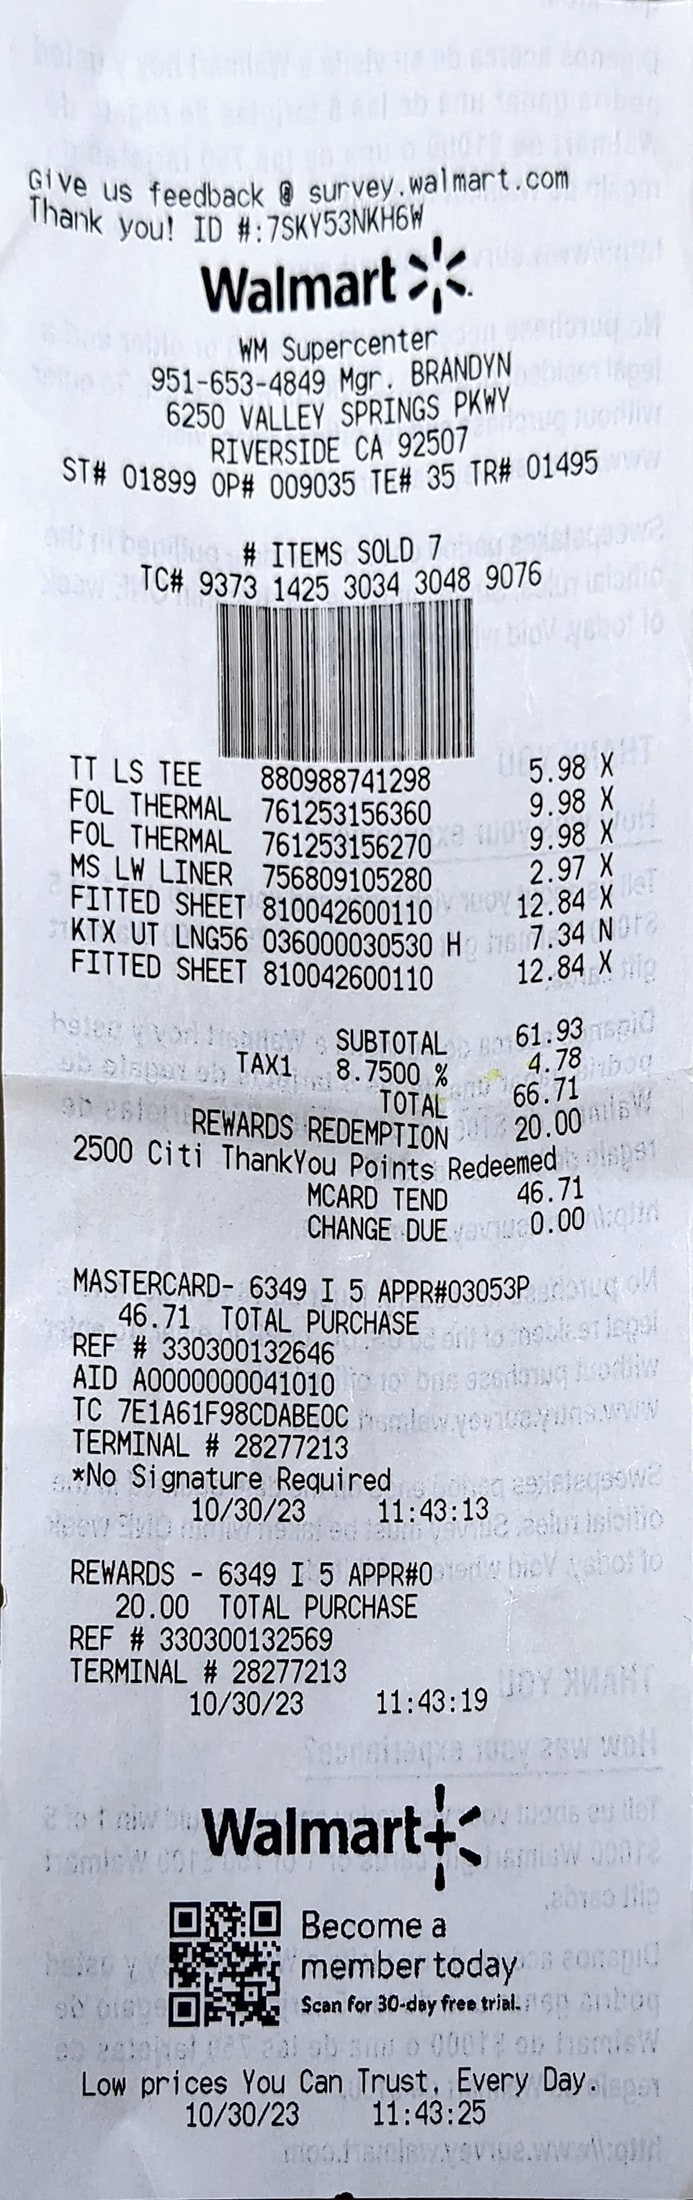 Give us feedback @ survey.walmart.com
Thank you! ID #:7SKY53NKH6W
Walmart
WM Supercenter
951-653-4849 Mgr. BRANDYN
6250 VALLEY SPRINGS PKWY
RIVERSIDE CA 92507
ST# 01899 OP# 009035 TE# 35 TR# 01495
# ITEMS SOLD 7
TC# 9373 1425 3034 3048 9076
TT LS TEE 880988741298 5.98 X
FOL THERMAL 761253156360 9.98 X
FOL THERMAL 761253156270 9.98 X
MS LW LINER 756809105280 2.97 X
FITTED SHEET 810042600110 12.84 X
KTX UT LNG56 036000030530 H 7.34 N
FITTED SHEET 810042600110 12.84 X
SUBTOTAL 61.93
TAX1 8.7500 % 4.78
TOTAL 66.71
REWARDS REDEMPTION 20.00
2500 Citi ThankYou Points Redeemed
MCARD TEND 46.71
CHANGE DUE 0.00
MASTERCARD- 6349 I 5 APPR#03053P
46.71 TOTAL PURCHASE
REF # 330300132646
AID A0000000041010
TC 7E1A61F98CDABE0C
TERMINAL # 28277213
*No Signature Required
10/30/23 11:43:13
REWARDS - 6349 I 5 APPR#0
20.00 TOTAL PURCHASE
REF # 330300132569
TERMINAL # 28277213
10/30/23 11:43:19
Walmart+
Become a
member today
Scan for 30-day free trial.
Low prices You Can Trust. Every Day.
10/30/23 11:43:25